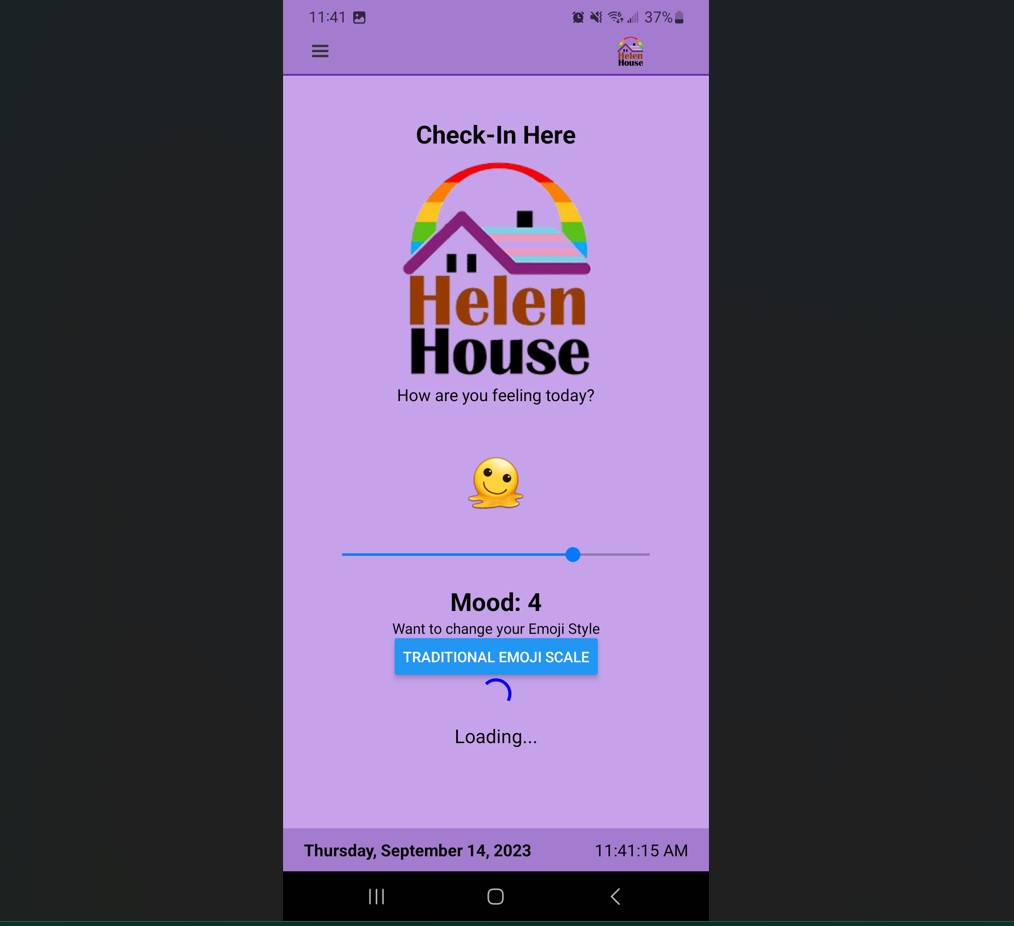 11:41 37%
Helen
House
Check-In Here
Helen
House
How are you feeling today?
Mood: 4
Want to change your Emoji Style
TRADITIONAL EMOJI SCALE
Loading...
Thursday, September 14, 2023 11:41:15 AM